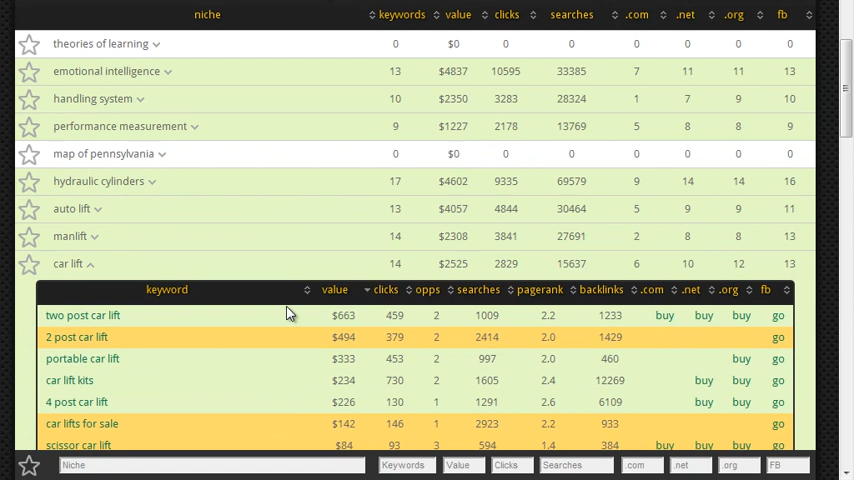 niche keywords value clicks searches .com .net .org fb
theories of learning 0 $0 0 0 0 0 0 0
emotional intelligence 13 $4837 10595 33385 7 11 11 13
handling system 10 $2350 3283 28324 1 7 9 10
performance measurement 9 $1227 2178 13769 5 8 8 9
map of pennsylvania 0 $0 0 0 0 0 0 0
hydraulic cylinders 17 $4602 9335 69579 9 14 14 16
auto lift 13 $4057 4844 30464 5 9 9 11
manlift 14 $2308 3841 27691 2 8 8 13
car lift 14 $2525 2829 15637 6 10 12 13
keyword value clicks opps searches pagerank backlinks .com .net .org fb
two post car lift $663 459 2 1009 2.2 1233 buy buy buy go
2 post car lift $494 379 2 2414 2.0 1429 go
portable car lift $333 453 2 997 2.0 460 buy go
car lift kits $234 730 2 1605 2.4 12269 buy buy go
4 post car lift $226 130 1 1291 2.6 6109 buy buy go
car lifts for sale $142 146 1 2923 2.2 933 go
scissor car lift $84 93 3 594 1.4 384 buy buy buy go
Niche Keywords Value Clicks Searches .com .net .org FB